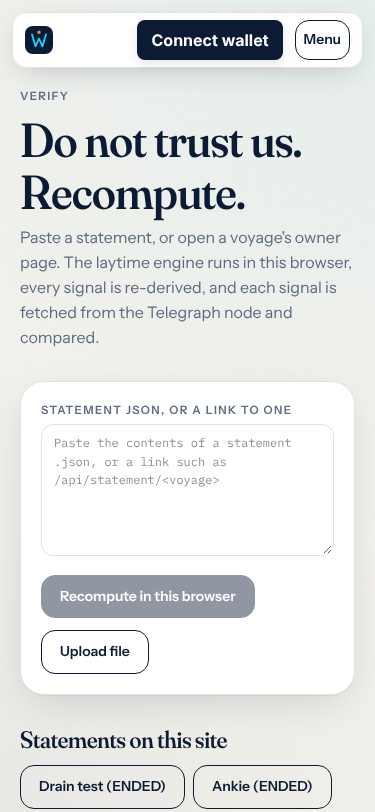 Connect wallet
Menu
VERIFY
Do not trust us.
Recompute.
Paste a statement, or open a voyage's owner
page. The laytime engine runs in this browser,
every signal is re-derived, and each signal is
fetched from the Telegraph node and
compared.
STATEMENT JSON, OR A LINK TO ONE
Paste the contents of a statement
.json, or a link such as
/api/statement/<voyage>
Recompute in this browser
Upload file
Statements on this site
Drain test (ENDED)
Ankie (ENDED)